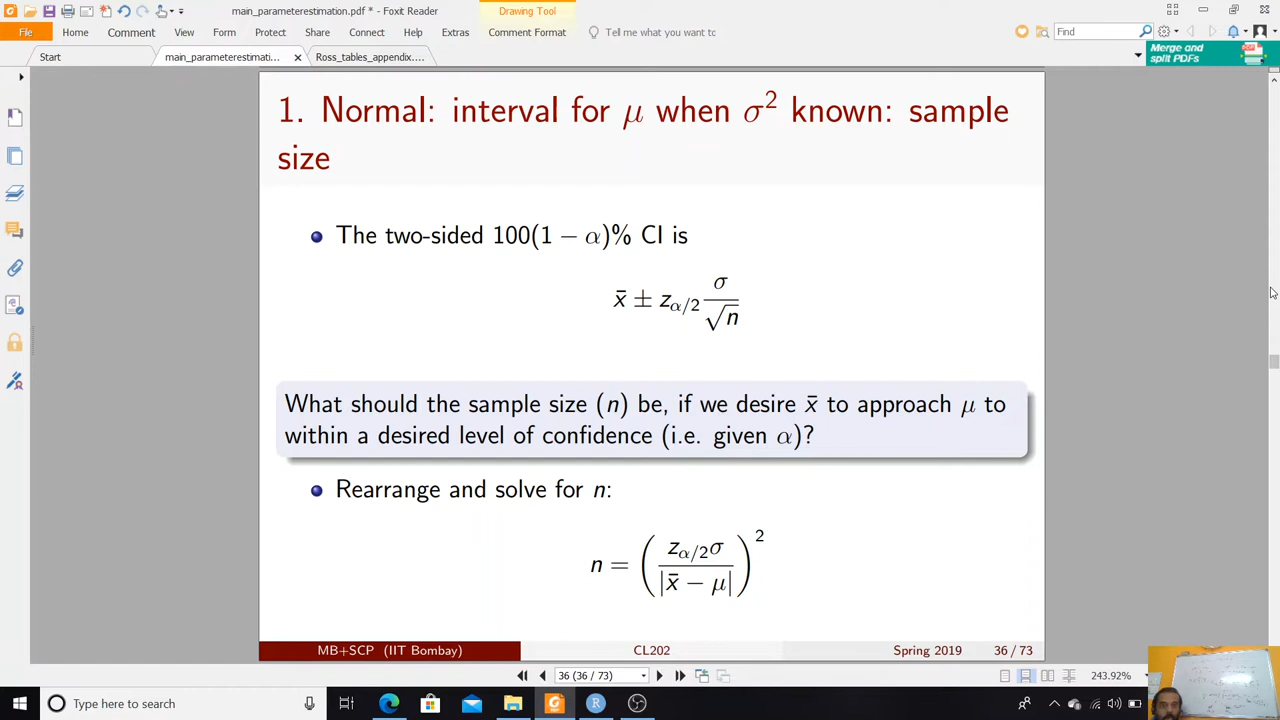 main_parameterestimation.pdf * - Foxit Reader
Drawing Tool
File Home Comment View Form Protect Share Connect Help Extras Comment Format Tell me what you want to Find
Start main_parameterestimati... Ross_tables_appendix.... Merge and
split PDFs
1. Normal: interval for μ when σ² known: sample
size
The two-sided 100(1 − α)% CI is
x̄ ± z_{α/2} σ/√n
What should the sample size (n) be, if we desire x̄ to approach μ to
within a desired level of confidence (i.e. given α)?
Rearrange and solve for n:
n = (z_{α/2}σ / |x̄ − μ|)²
MB+SCP (IIT Bombay) CL202 Spring 2019 36 / 73
36 (36 / 73) 243.92%
Type here to search